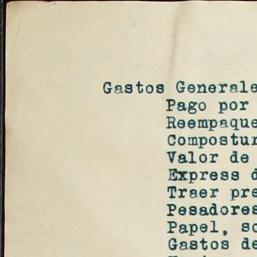 Gastos Generale
Pago por
Reempaque
Compostur
Valor de
Express d
Traer pre
Pesadores
Papel, so
Gastos de